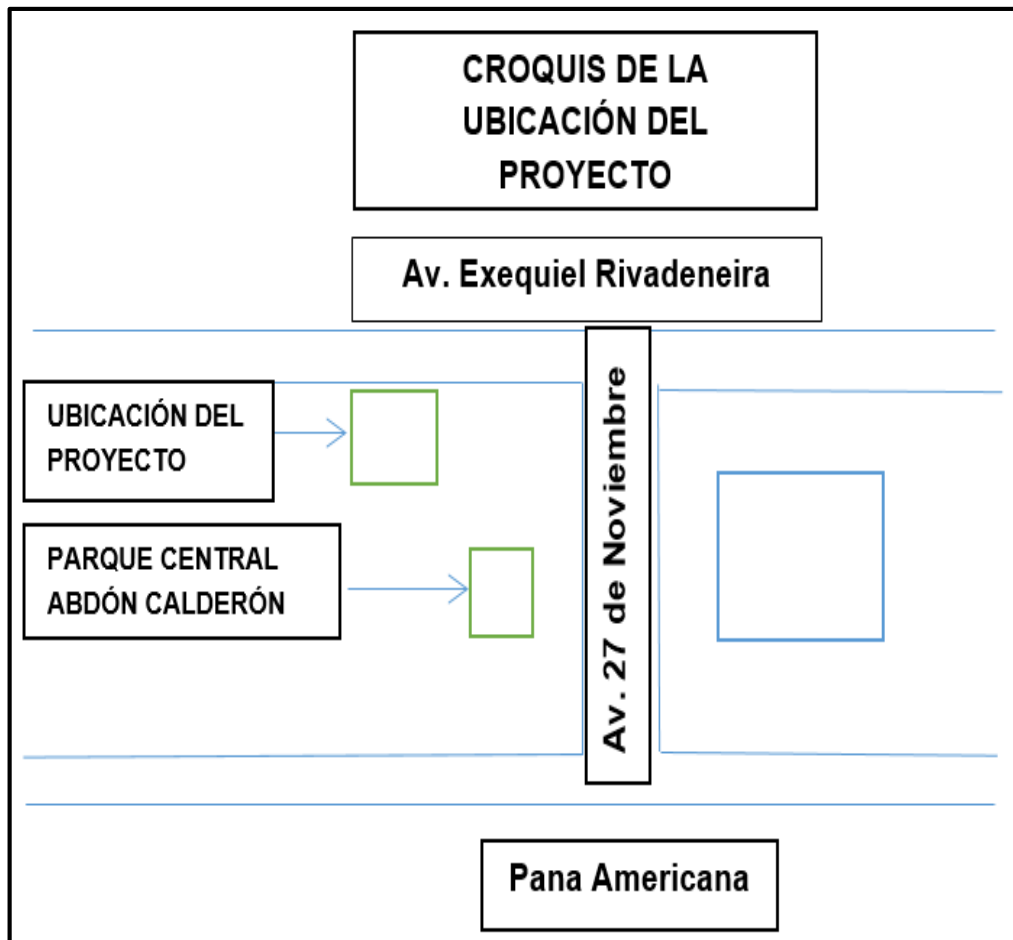 CROQUIS DE LA
UBICACIÓN DEL
PROYECTO
Av. Exequiel Rivadeneira
UBICACIÓN DEL
PROYECTO
PARQUE CENTRAL
ABDÓN CALDERÓN
Av. 27 de Noviembre
Pana Americana